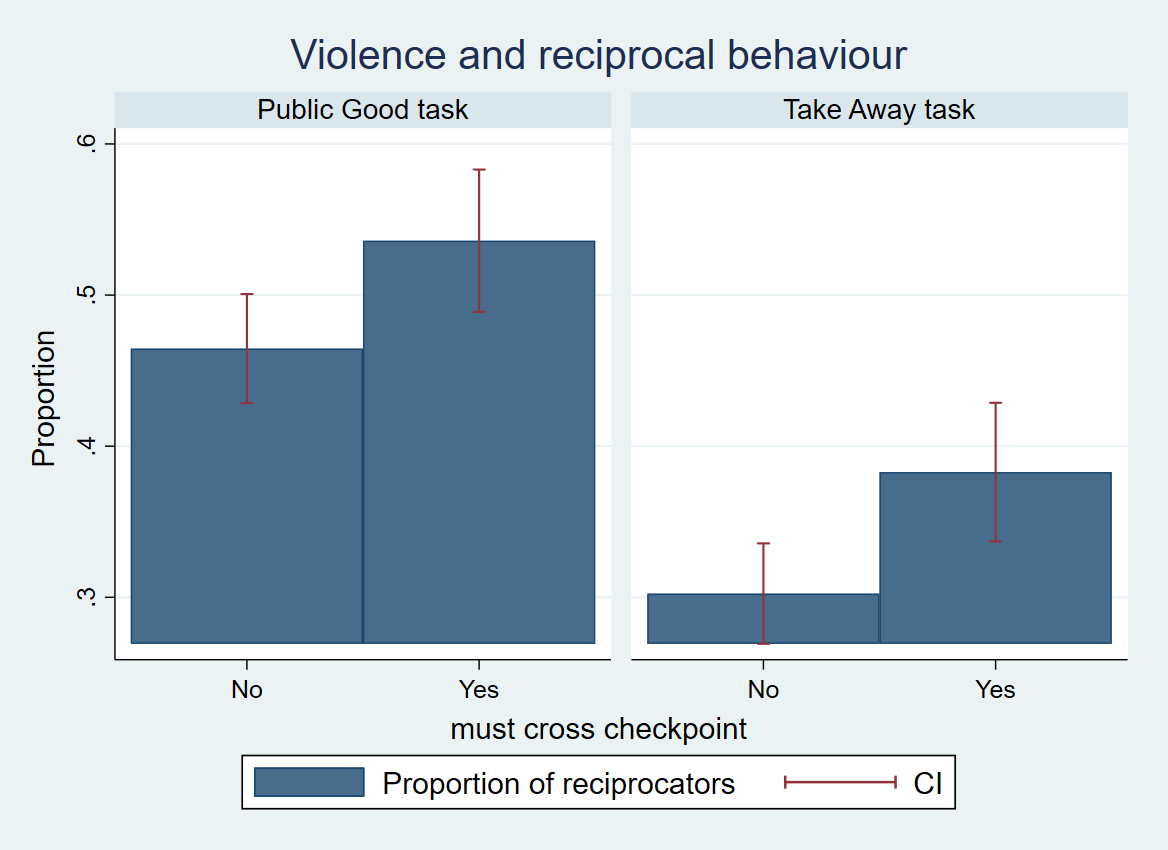 Violence and reciprocal behaviour
Public Good task
Take Away task
Proportion
.6
.5
.4
.3
No
Yes
No
Yes
must cross checkpoint
Proportion of reciprocators
CI